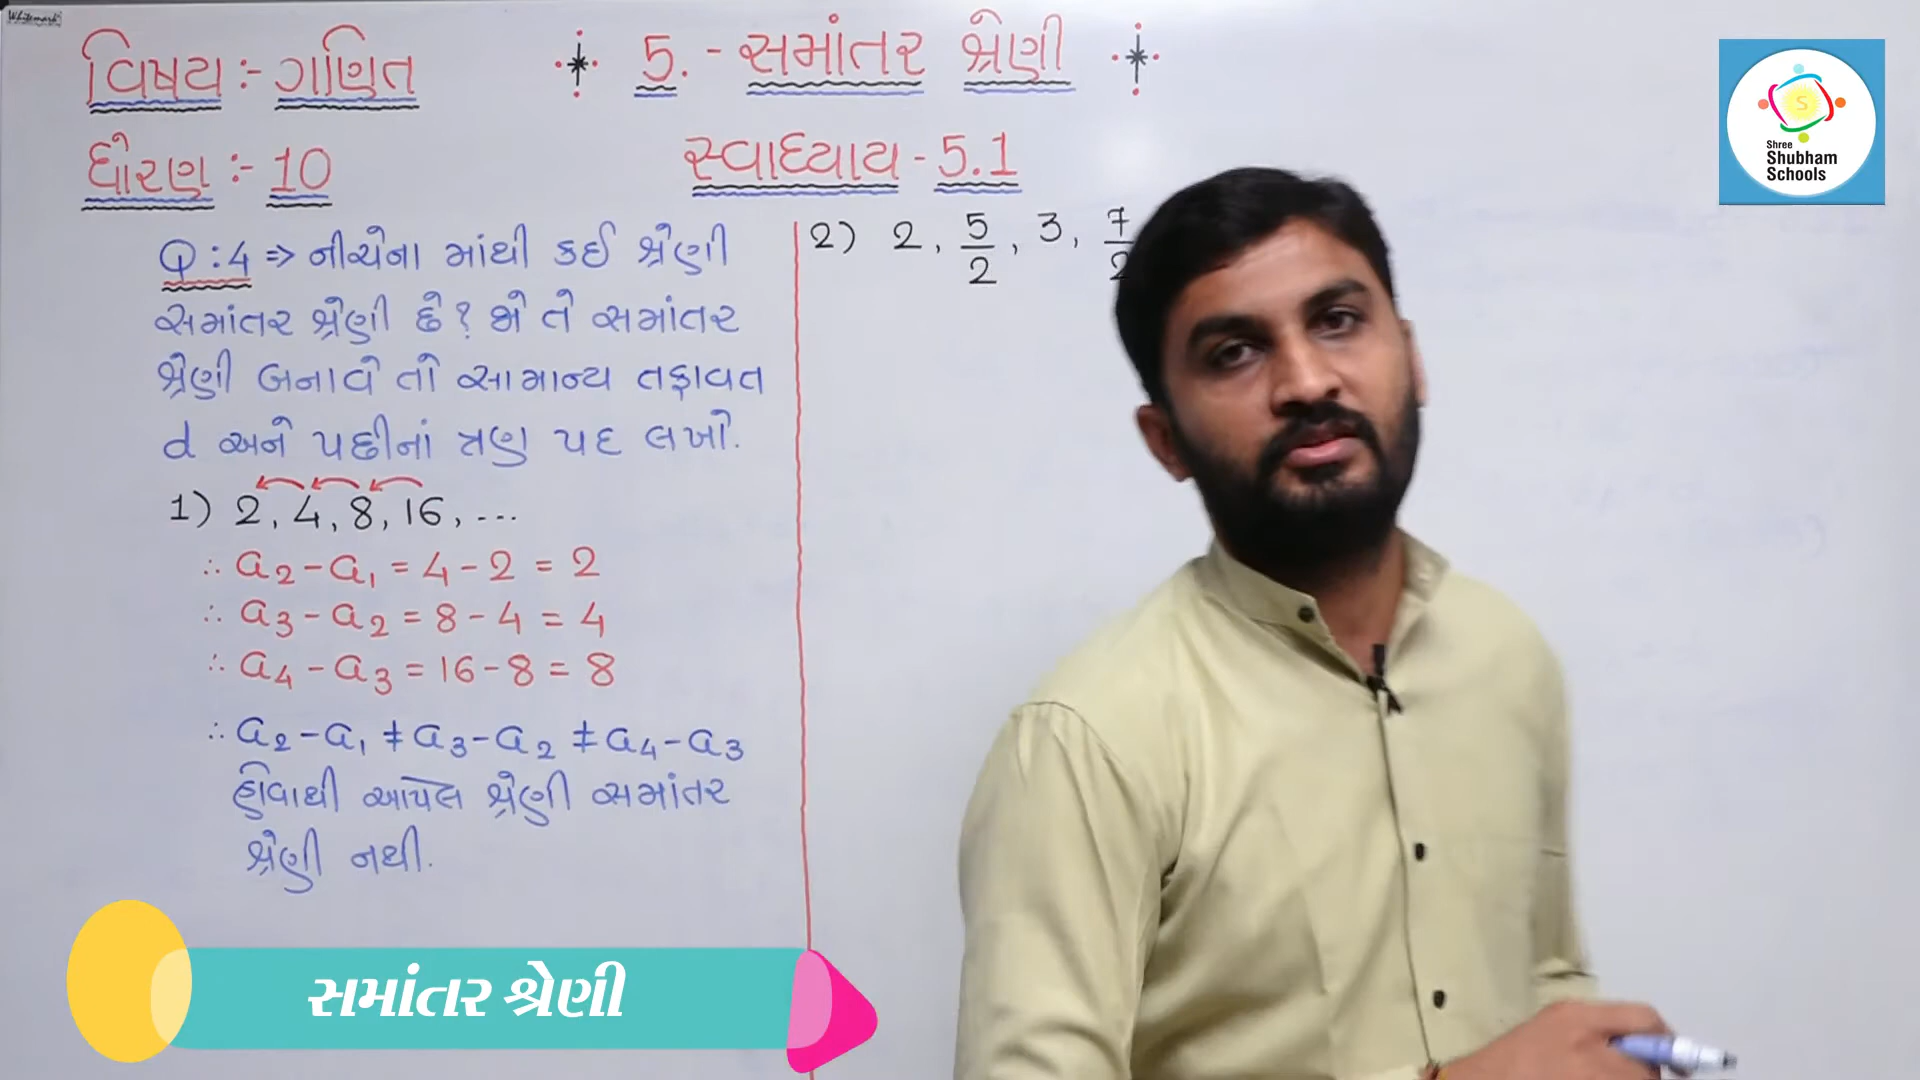 Whitemark
વિષય :- ગણિત
5. - સમાંતર શ્રેણી
ધોરણ :- 10
સ્વાધ્યાય - 5.1
Q : 4 => નીચેના માંથી કઈ શ્રેણી
સમાંતર શ્રેણી છે? જો તે સમાંતર
શ્રેણી બનાવે તો સામાન્ય તફાવત
d અને પછીનાં ત્રણ પદ લખો.
1) 2, 4, 8, 16, ...
∴ a₂ - a₁ = 4 - 2 = 2
∴ a₃ - a₂ = 8 - 4 = 4
∴ a₄ - a₃ = 16 - 8 = 8
∴ a₂ - a₁ ≠ a₃ - a₂ ≠ a₄ - a₃
હોવાથી આપેલ શ્રેણી સમાંતર
શ્રેણી નથી.
2) 2, 5/2, 3, 7/2
Shree
Shubham
Schools
S
સમાંતર શ્રેણી